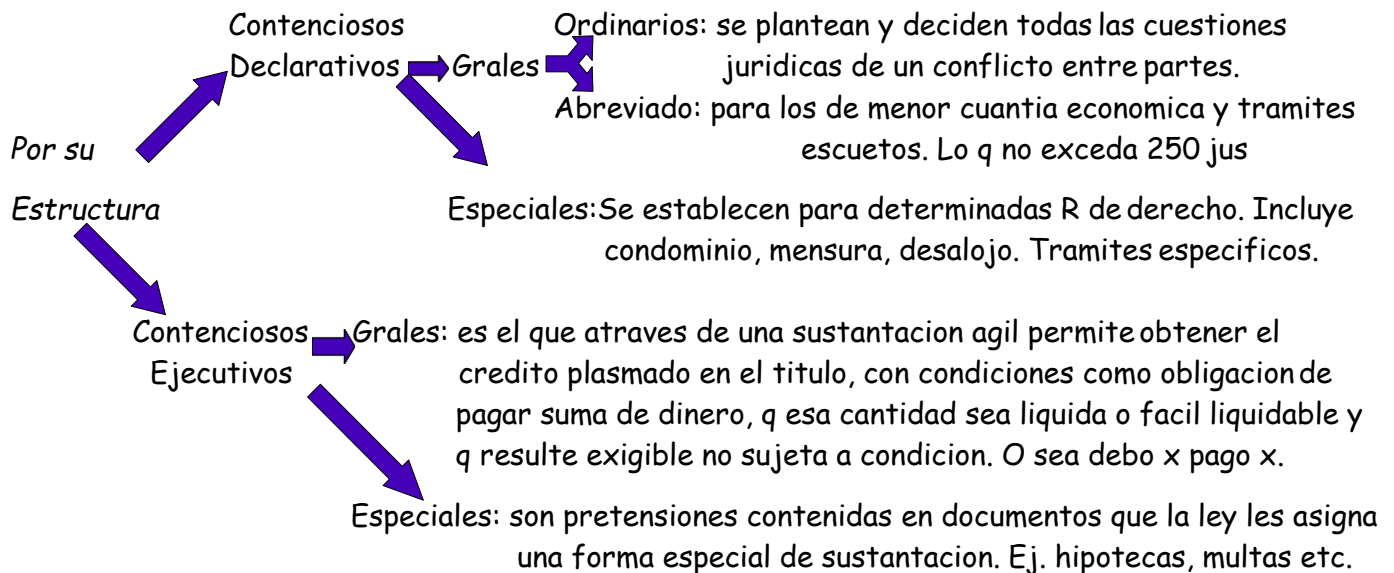 Contenciosos
Declarativos
Grales
Ordinarios: se plantean y deciden todas las cuestiones
juridicas de un conflicto entre partes.
Abreviado: para los de menor cuantia economica y tramites
escuetos. Lo q no exceda 250 jus
Por su
Estructura
Especiales:Se establecen para determinadas R de derecho. Incluye
condominio, mensura, desalojo. Tramites especificos.
Contenciosos
Ejecutivos
Grales: es el que atraves de una sustantacion agil permite obtener el
credito plasmado en el titulo, con condiciones como obligacion de
pagar suma de dinero, q esa cantidad sea liquida o facil liquidable y
q resulte exigible no sujeta a condicion. O sea debo x pago x.
Especiales: son pretensiones contenidas en documentos que la ley les asigna
una forma especial de sustantacion. Ej. hipotecas, multas etc.